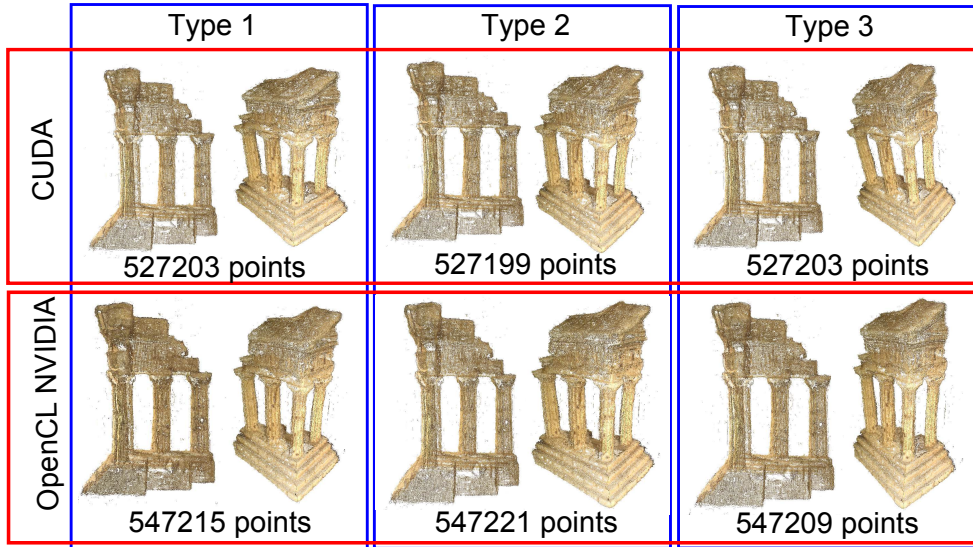 Type 1
Type 2
Type 3
CUDA
527203 points
527199 points
527203 points
OpenCL NVIDIA
547215 points
547221 points
547209 points